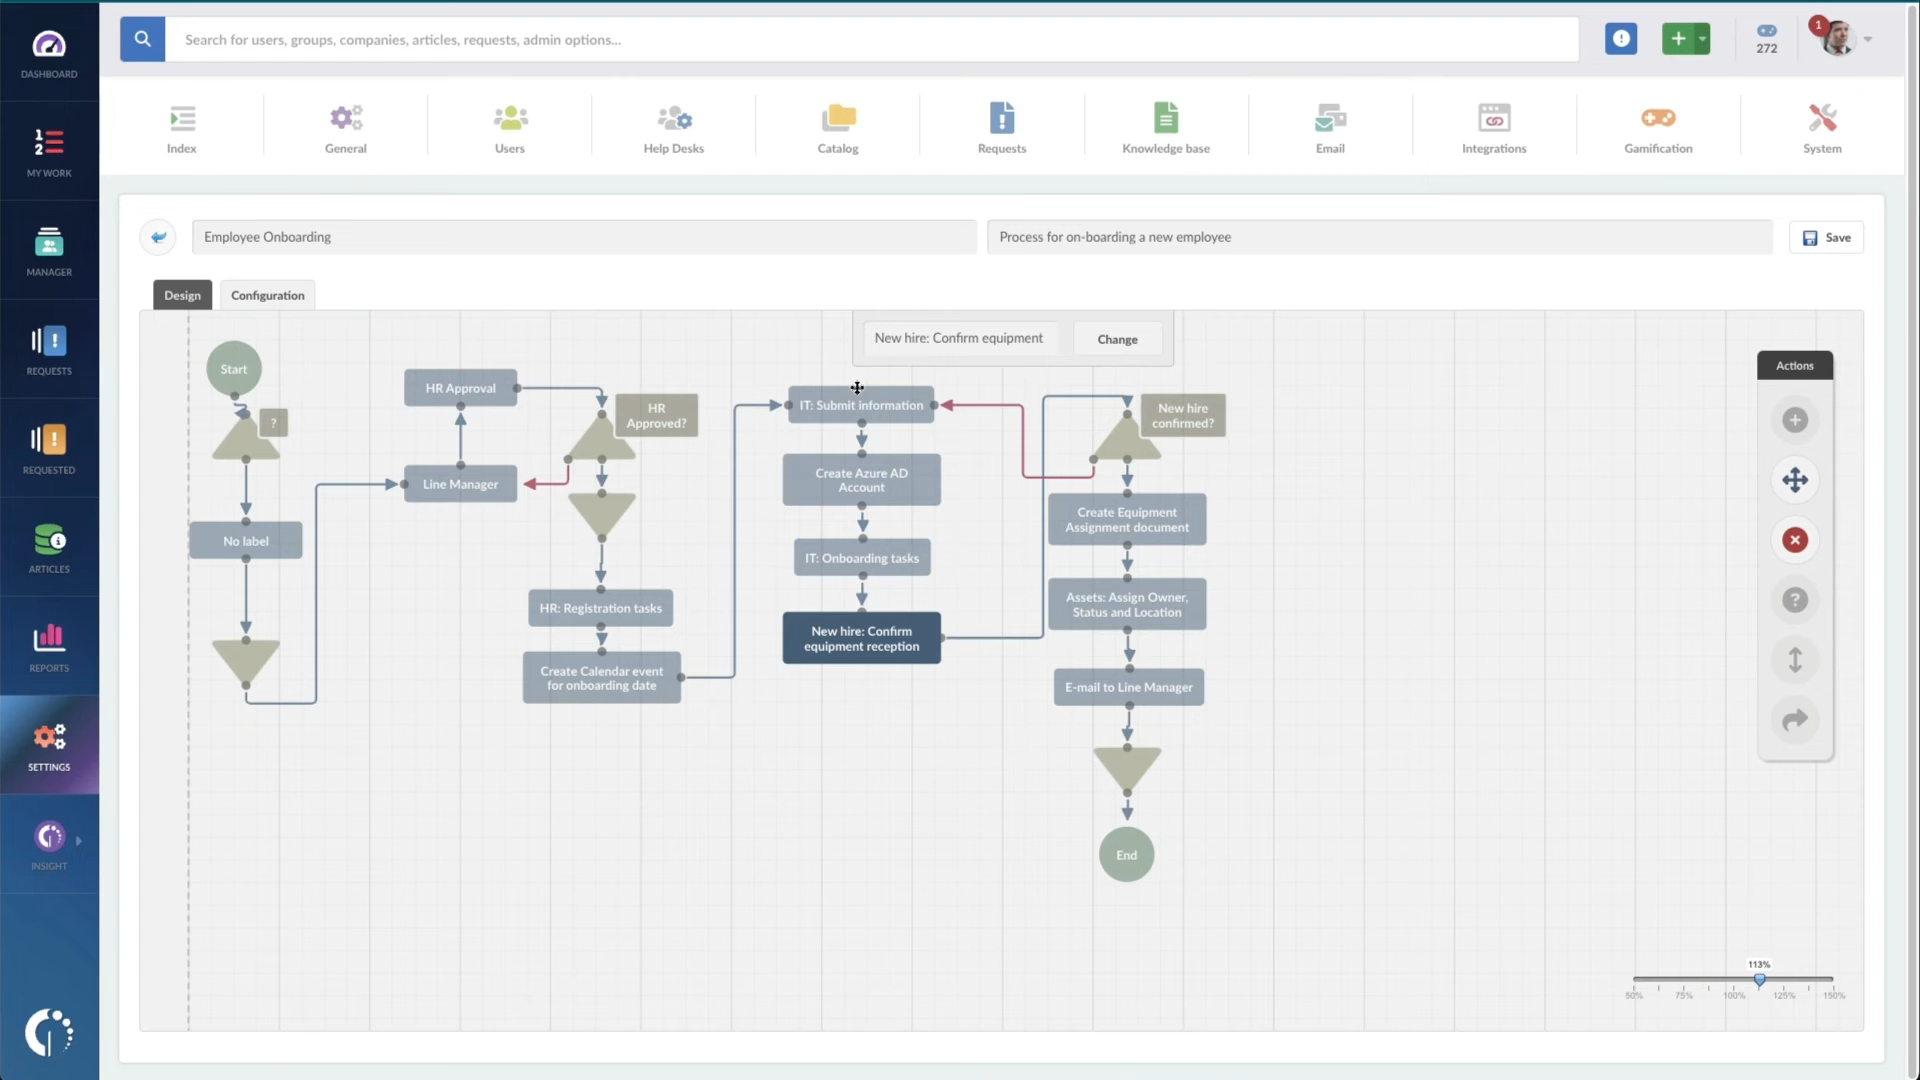 Search for users, groups, companies, articles, requests, admin options...
272
1
DASHBOARD
1
2
MY WORK
MANAGER
REQUESTS
REQUESTED
ARTICLES
REPORTS
SETTINGS
INSIGHT
Index
General
Users
Help Desks
Catalog
Requests
Knowledge base
Email
Integrations
Gamification
System
Employee Onboarding
Process for on-boarding a new employee
Save
Design
Configuration
New hire: Confirm equipment
Change
Start
?
No label
HR Approval
Line Manager
HR
Approved?
HR: Registration tasks
Create Calendar event
for onboarding date
IT: Submit information
Create Azure AD
Account
IT: Onboarding tasks
New hire: Confirm
equipment reception
New hire
confirmed?
Create Equipment
Assignment document
Assets: Assign Owner,
Status and Location
E-mail to Line Manager
End
Actions
113%
50%
75%
100%
125%
150%